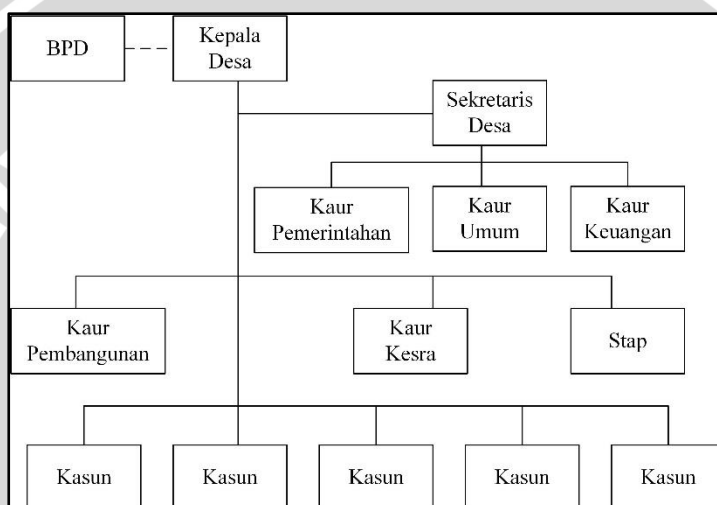 BPD
Kepala
Desa
Sekretaris
Desa
Kaur
Pemerintahan
Kaur
Umum
Kaur
Keuangan
Kaur
Pembangunan
Kaur
Kesra
Stap
Kasun
Kasun
Kasun
Kasun
Kasun